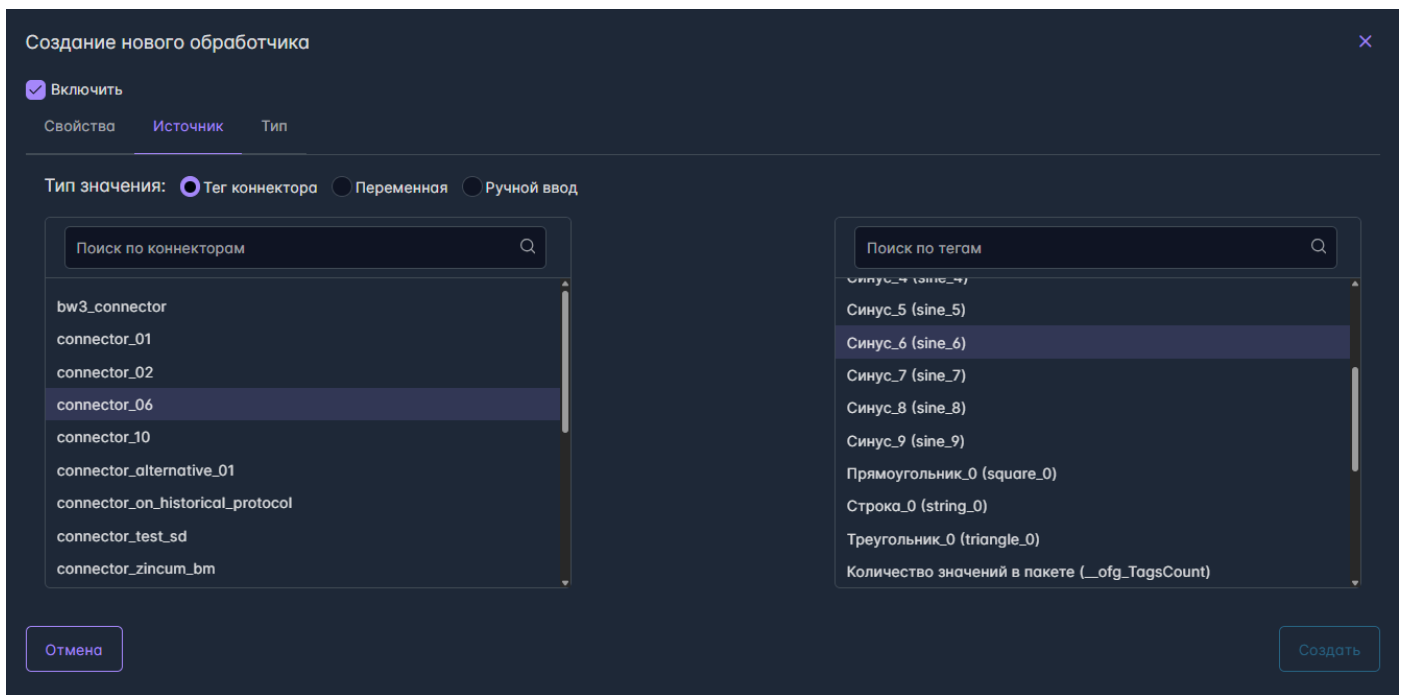 Создание нового обработчика
Включить
Свойства Источник Тип
Тип значения: Тег коннектора Переменная Ручной ввод
Поиск по коннекторам
bw3_connector
connector_01
connector_02
connector_06
connector_10
connector_alternative_01
connector_on_historical_protocol
connector_test_sd
connector_zincum_bm
Поиск по тегам
Синус_4 (sine_4)
Синус_5 (sine_5)
Синус_6 (sine_6)
Синус_7 (sine_7)
Синус_8 (sine_8)
Синус_9 (sine_9)
Прямоугольник_0 (square_0)
Строка_0 (string_0)
Треугольник_0 (triangle_0)
Количество значений в пакете (__ofg_TagsCount)
Отмена Создать